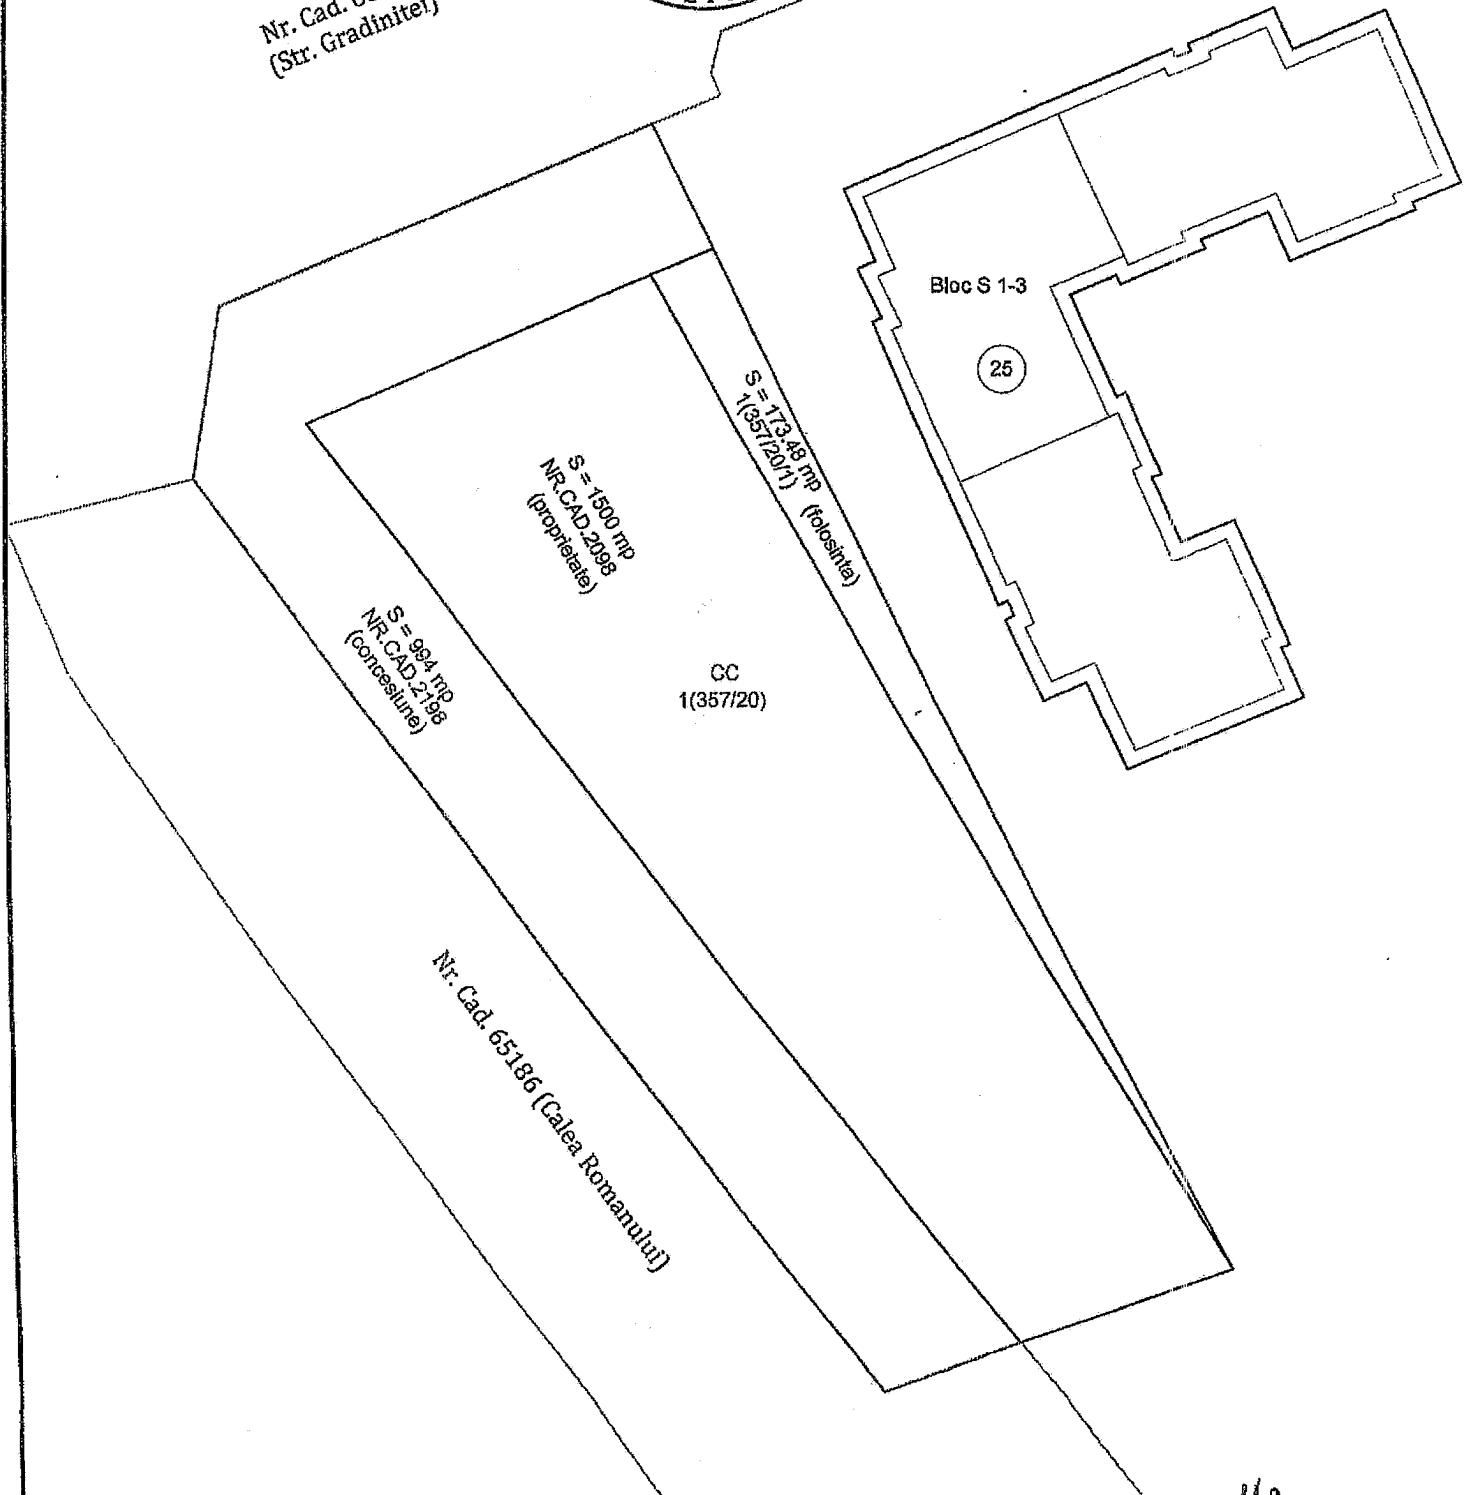 Nr. Cad.
(Str. Gradinitei)
Bloc S 1-3
25
S = 173.48 mp (folosinta)
1(357/20/1)
S = 1500 mp
NR.CAD.2098
(proprietate)
S = 994 mp
NR.CAD.2198
(concesiune)
CC
1(357/20)
Nr. Cad. 65186 (Calea Romanului)